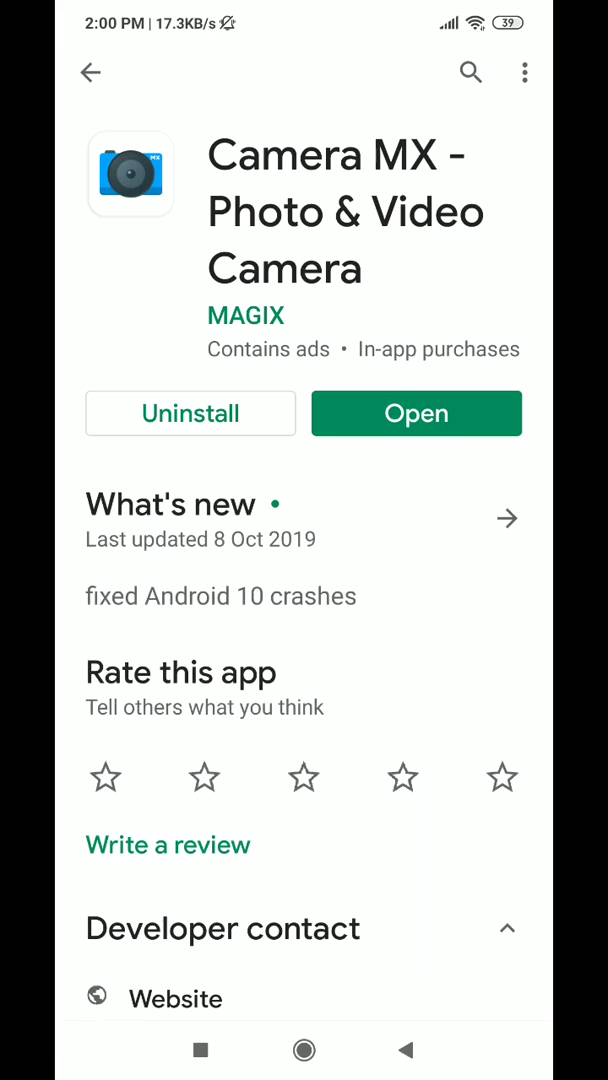 2:00 PM | 17.3KB/s 39
MX
Camera MX -
Photo & Video
Camera
MAGIX
Contains ads • In-app purchases
Uninstall Open
What's new •
Last updated 8 Oct 2019
fixed Android 10 crashes
Rate this app
Tell others what you think
Write a review
Developer contact
Website